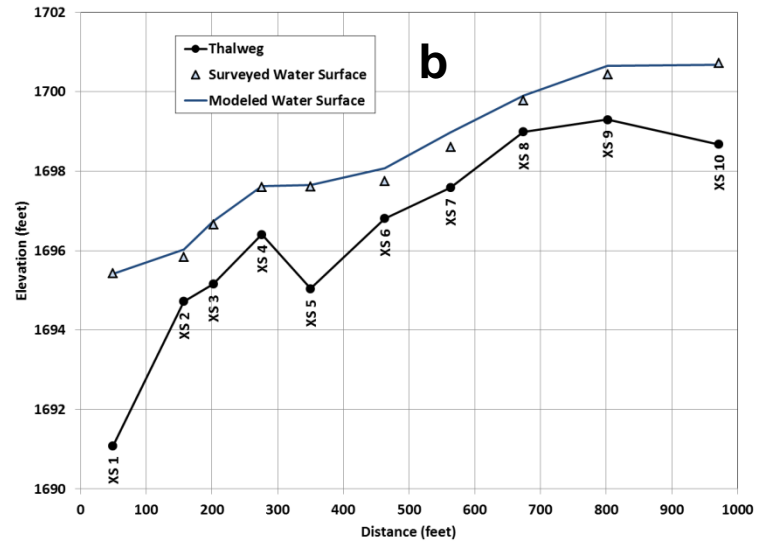 1702
1700
1698
1696
1694
1692
1690
Elevation (feet)
Thalweg
Surveyed Water Surface
Modeled Water Surface
b
XS 1
XS 2
XS 3
XS 4
XS 5
XS 6
XS 7
XS 8
XS 9
XS 10
0 100 200 300 400 500 600 700 800 900 1000
Distance (feet)